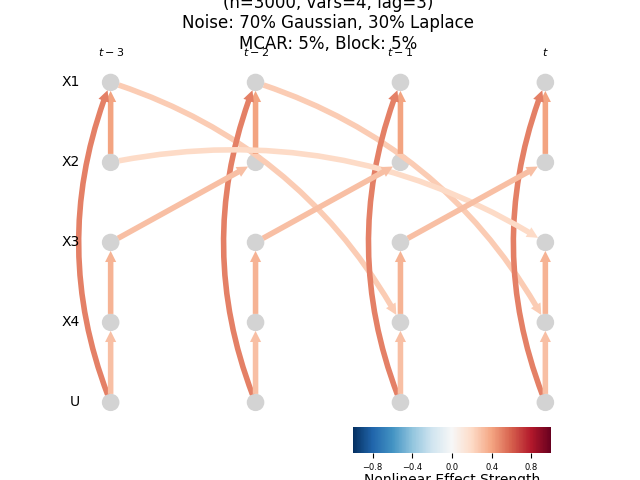 (n=3000, vars=4, lag=3)
Noise: 70% Gaussian, 30% Laplace
MCAR: 5%, Block: 5%
t − 3 t − 2 t − 1 t
X1
X2
X3
X4
U
−0.8 −0.4 0.0 0.4 0.8
Nonlinear Effect Strength